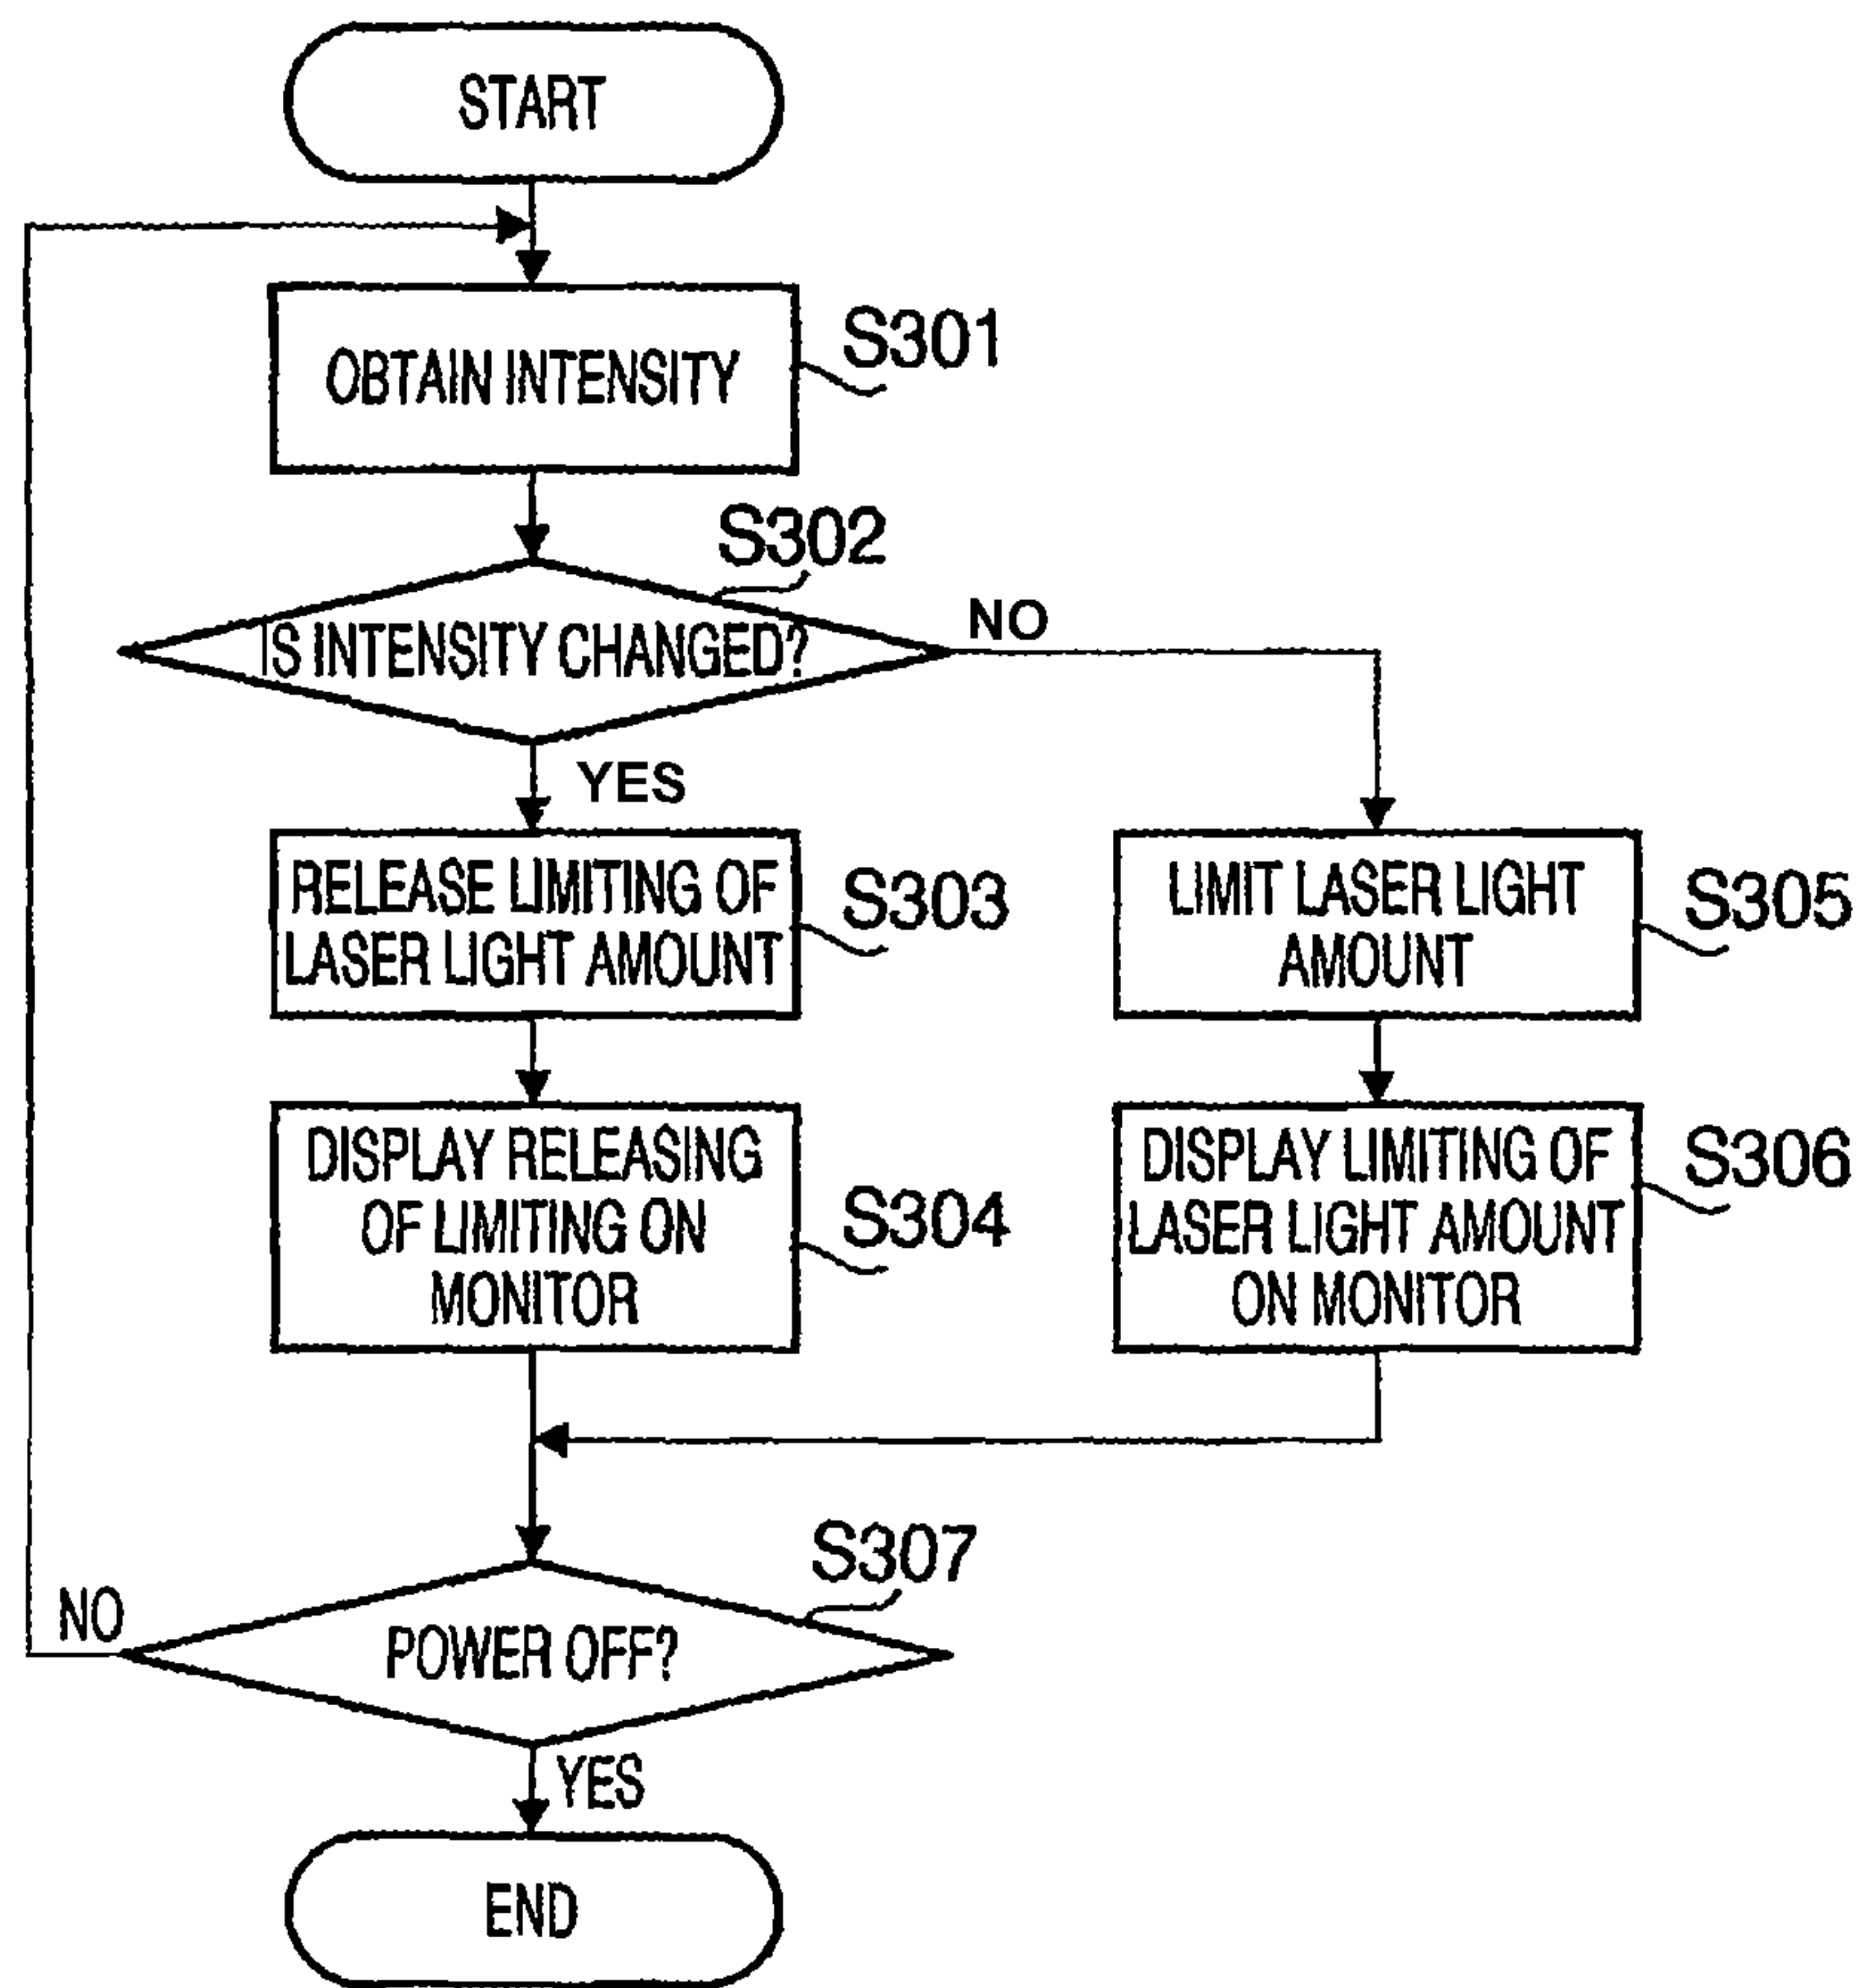 START
OBTAIN INTENSITY
S301
S302
IS INTENSITY CHANGED?
NO
YES
RELEASE LIMITING OF
LASER LIGHT AMOUNT
S303
LIMIT LASER LIGHT
AMOUNT
S305
DISPLAY RELEASING
OF LIMITING ON
MONITOR
S304
DISPLAY LIMITING OF
LASER LIGHT AMOUNT
ON MONITOR
S306
S307
NO
POWER OFF?
YES
END